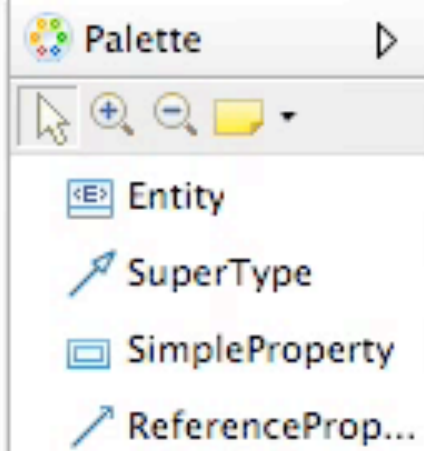 Palette
<E> Entity
SuperType
SimpleProperty
ReferenceProp...